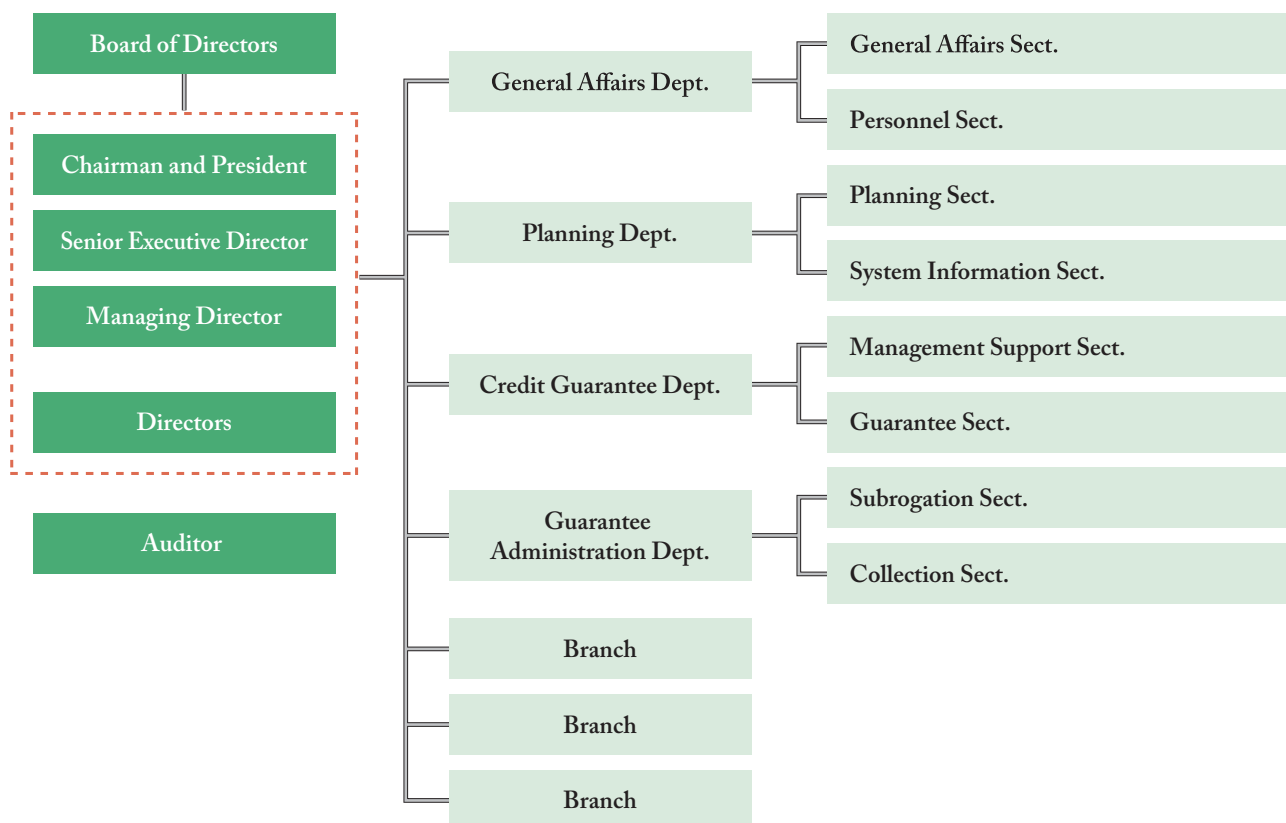 Board of Directors
Chairman and President
Senior Executive Director
Managing Director
Directors
Auditor
General Affairs Dept.
Planning Dept.
Credit Guarantee Dept.
Guarantee
Administration Dept.
Branch
Branch
Branch
General Affairs Sect.
Personnel Sect.
Planning Sect.
System Information Sect.
Management Support Sect.
Guarantee Sect.
Subrogation Sect.
Collection Sect.